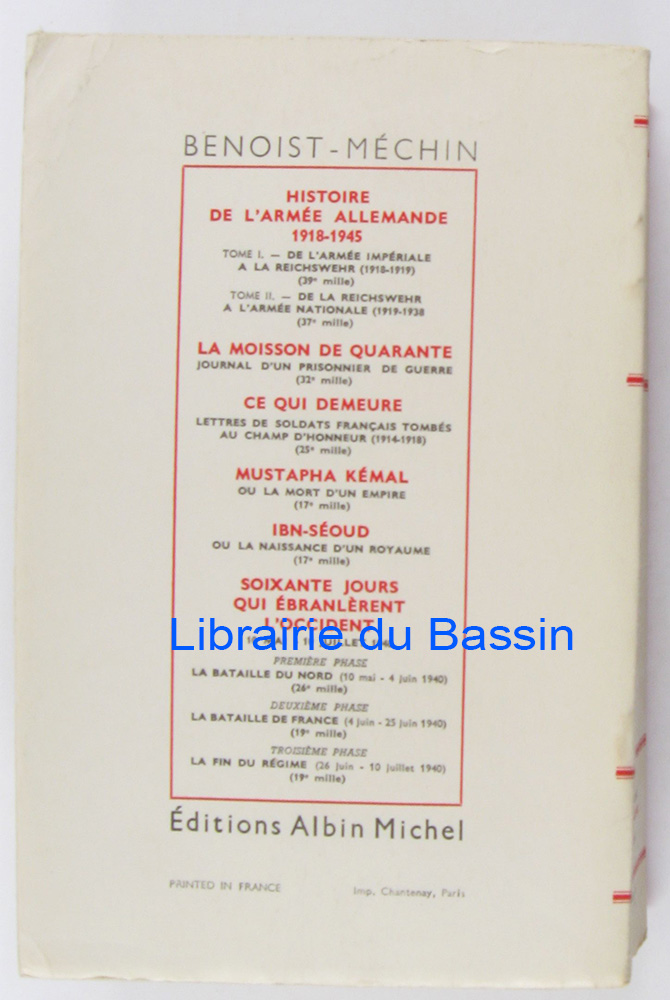 BENOIST-MÉCHIN
HISTOIRE
DE L'ARMÉE ALLEMANDE
1918-1945
TOME I. — DE L'ARMÉE IMPÉRIALE
A LA REICHSWEHR (1918-1919)
(39e mille)
TOME II. — DE LA REICHSWEHR
A L'ARMÉE NATIONALE (1919-1938
(37e mille)
LA MOISSON DE QUARANTE
JOURNAL D'UN PRISONNIER DE GUERRE
(32e mille)
CE QUI DEMEURE
LETTRES DE SOLDATS FRANÇAIS TOMBÉS
AU CHAMP D'HONNEUR (1914-1918)
(25e mille)
MUSTAPHA KÉMAL
OU LA MORT D'UN EMPIRE
(17e mille)
IBN-SÉOUD
OU LA NAISSANCE D'UN ROYAUME
(17e mille)
SOIXANTE JOURS
QUI ÉBRANLÈRENT
L'OCCIDENT
Librairie du Bassin
PREMIÈRE PHASE
LA BATAILLE DU NORD (10 mai - 4 juin 1940)
(26e mille)
DEUXIÈME PHASE
LA BATAILLE DE FRANCE (4 juin - 25 juin 1940)
(19e mille)
TROISIÈME PHASE
LA FIN DU RÉGIME (26 juin - 10 juillet 1940)
(19e mille)
Éditions Albin Michel
PRINTED IN FRANCE
Imp. Chantenay, Paris